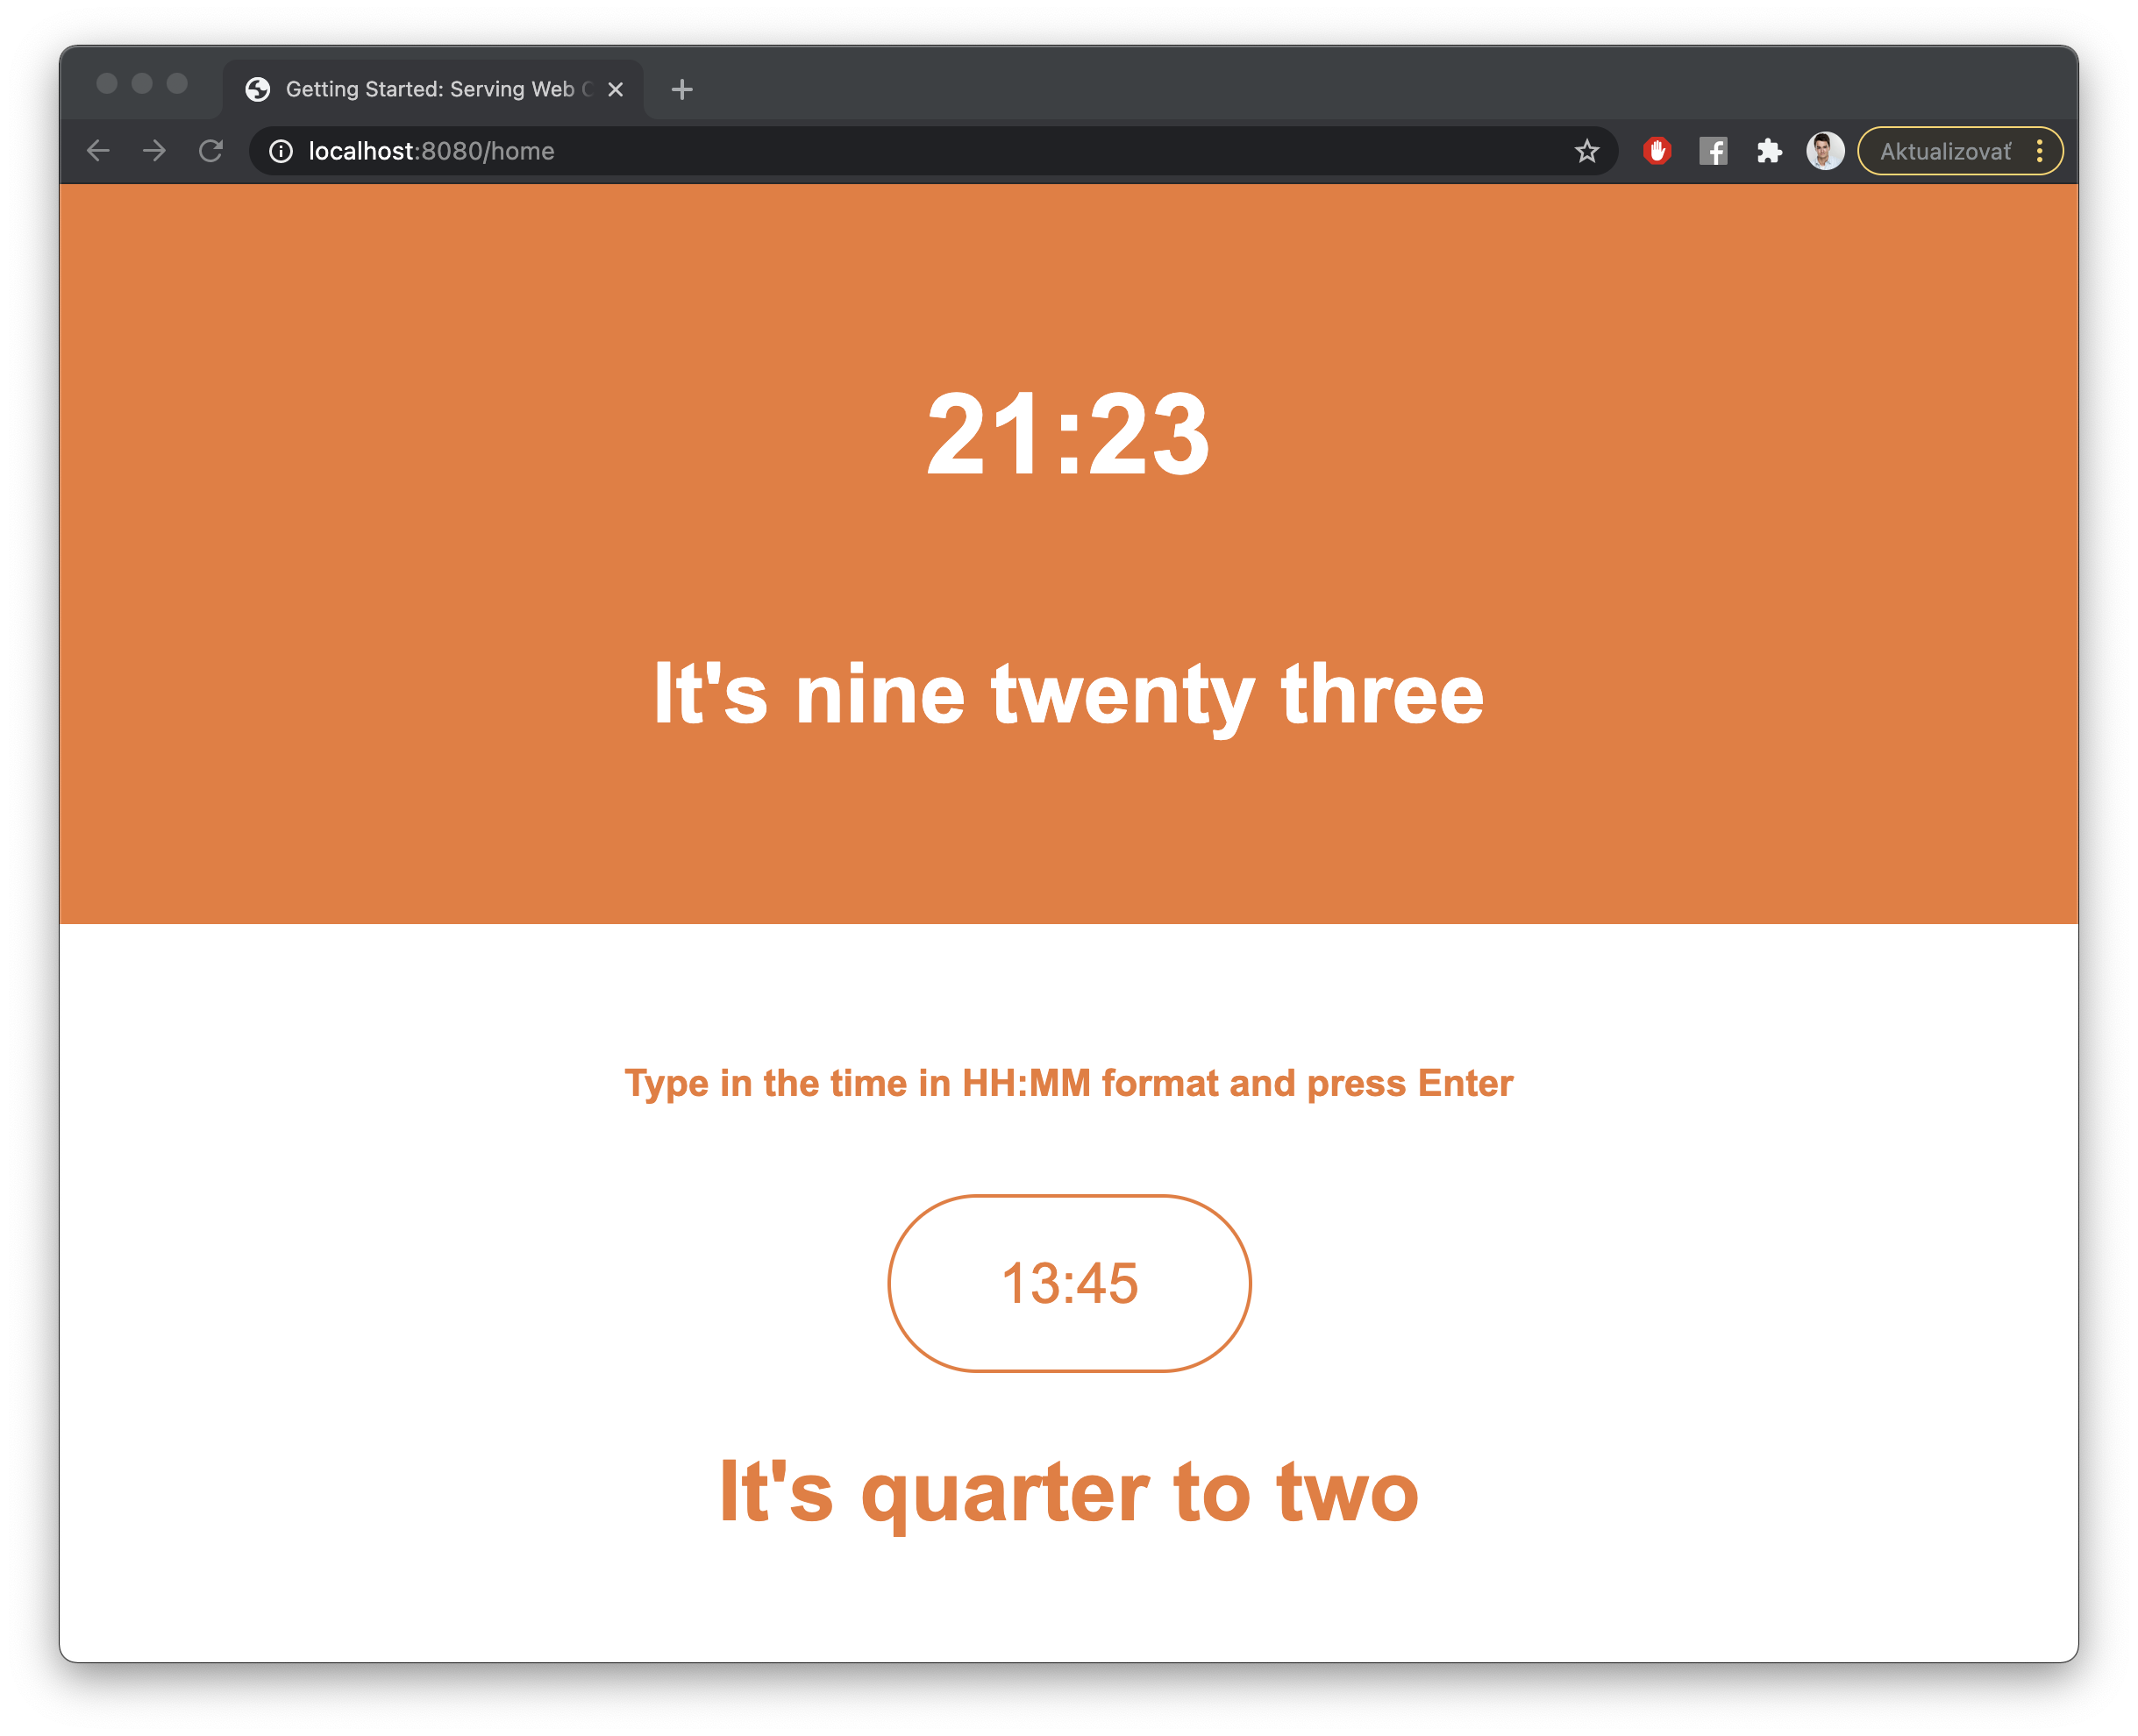 Getting Started: Serving Web C
localhost:8080/home
Aktualizovať
21:23
It's nine twenty three
Type in the time in HH:MM format and press Enter
13:45
It's quarter to two